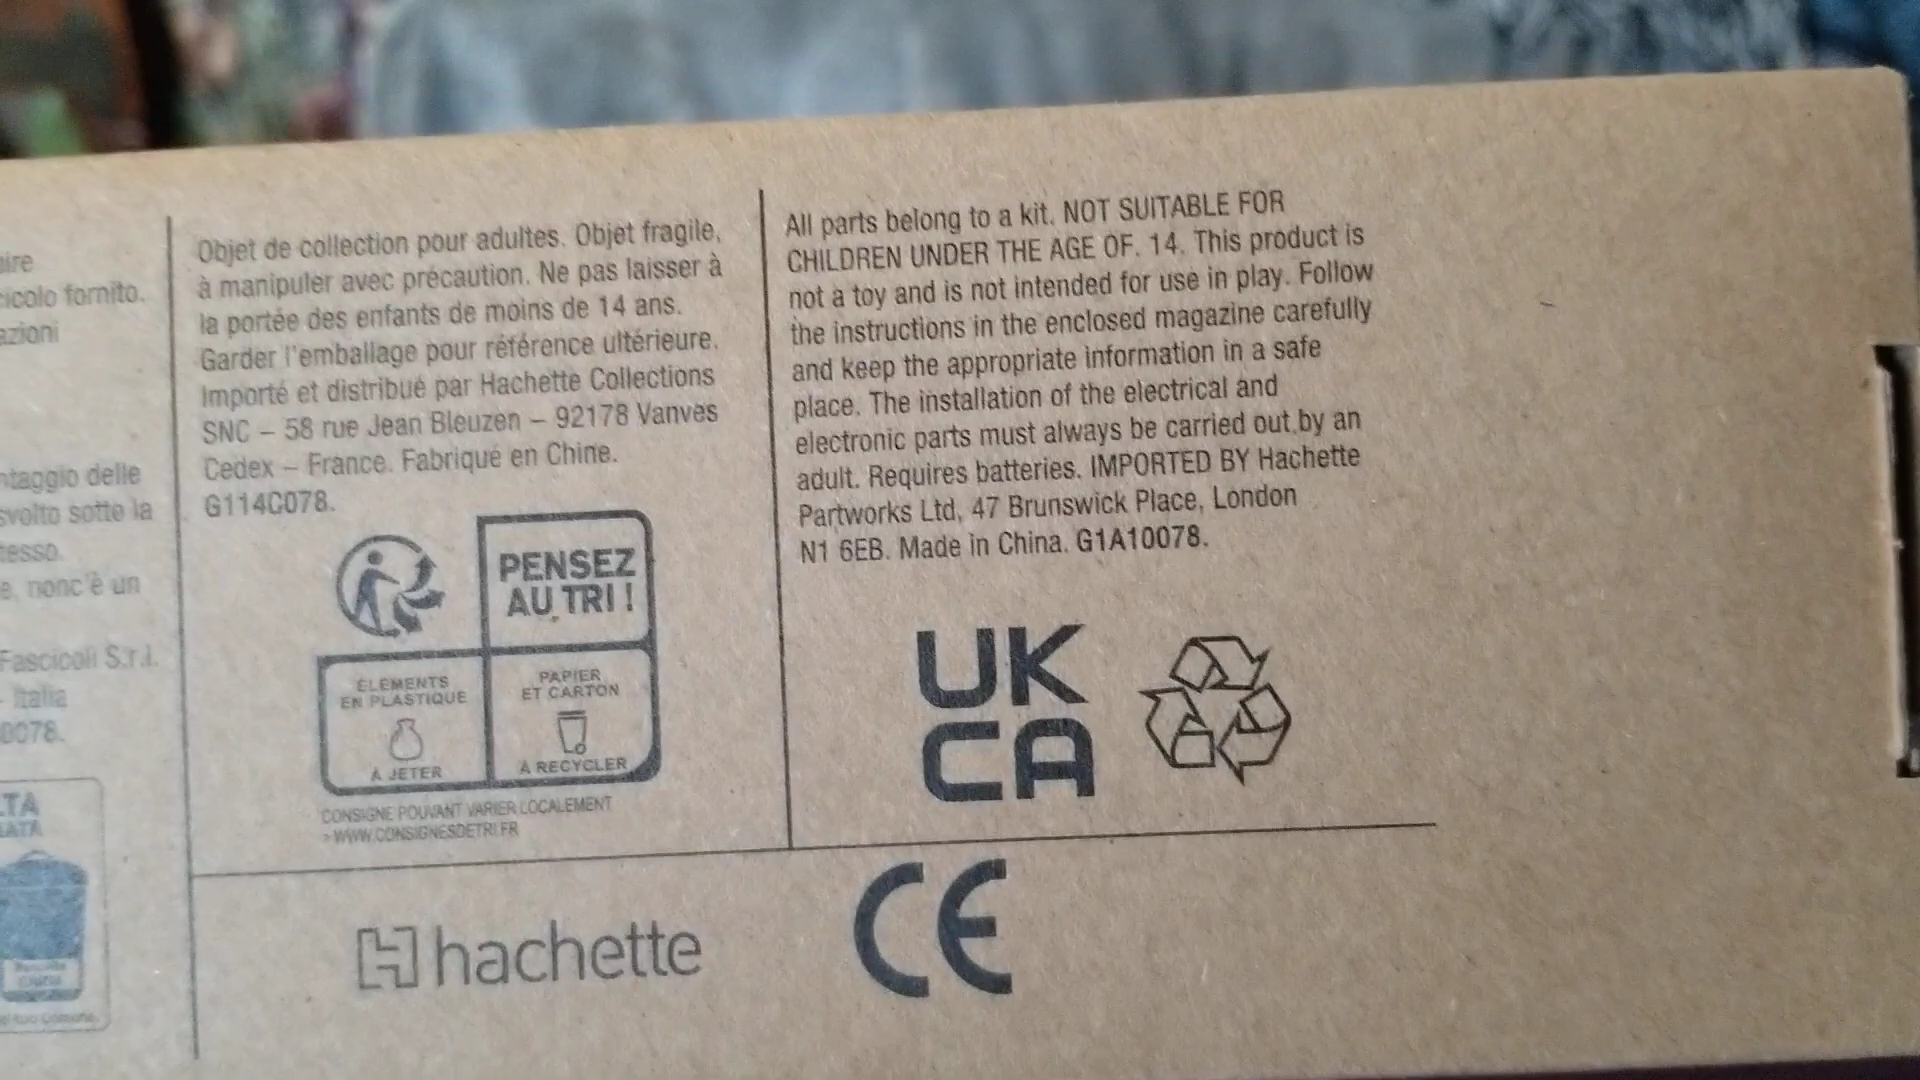 icolo fornito.
azioni
ntaggio delle
svolto sotto la
tesso.
e, nonc'è un
Fascicoli S.r.l.
- Italia
0078.
LTA
Objet de collection pour adultes. Objet fragile,
à manipuler avec précaution. Ne pas laisser à
la portée des enfants de moins de 14 ans.
Garder l'emballage pour référence ultérieure.
Importé et distribué par Hachette Collections
SNC – 58 rue Jean Bleuzen – 92178 Vanves
Cedex – France. Fabriqué en Chine.
G114C078.
PENSEZ
AU TRI !
ÉLÉMENTS
EN PLASTIQUE
À JETER
PAPIER
ET CARTON
À RECYCLER
CONSIGNE POUVANT VARIER LOCALEMENT
> WWW.CONSIGNESDETRI.FR
All parts belong to a kit. NOT SUITABLE FOR
CHILDREN UNDER THE AGE OF. 14. This product is
not a toy and is not intended for use in play. Follow
the instructions in the enclosed magazine carefully
and keep the appropriate information in a safe
place. The installation of the electrical and
electronic parts must always be carried out by an
adult. Requires batteries. IMPORTED BY Hachette
Partworks Ltd, 47 Brunswick Place, London
N1 6EB. Made in China. G1A10078.
UK
CA
hachette
CE